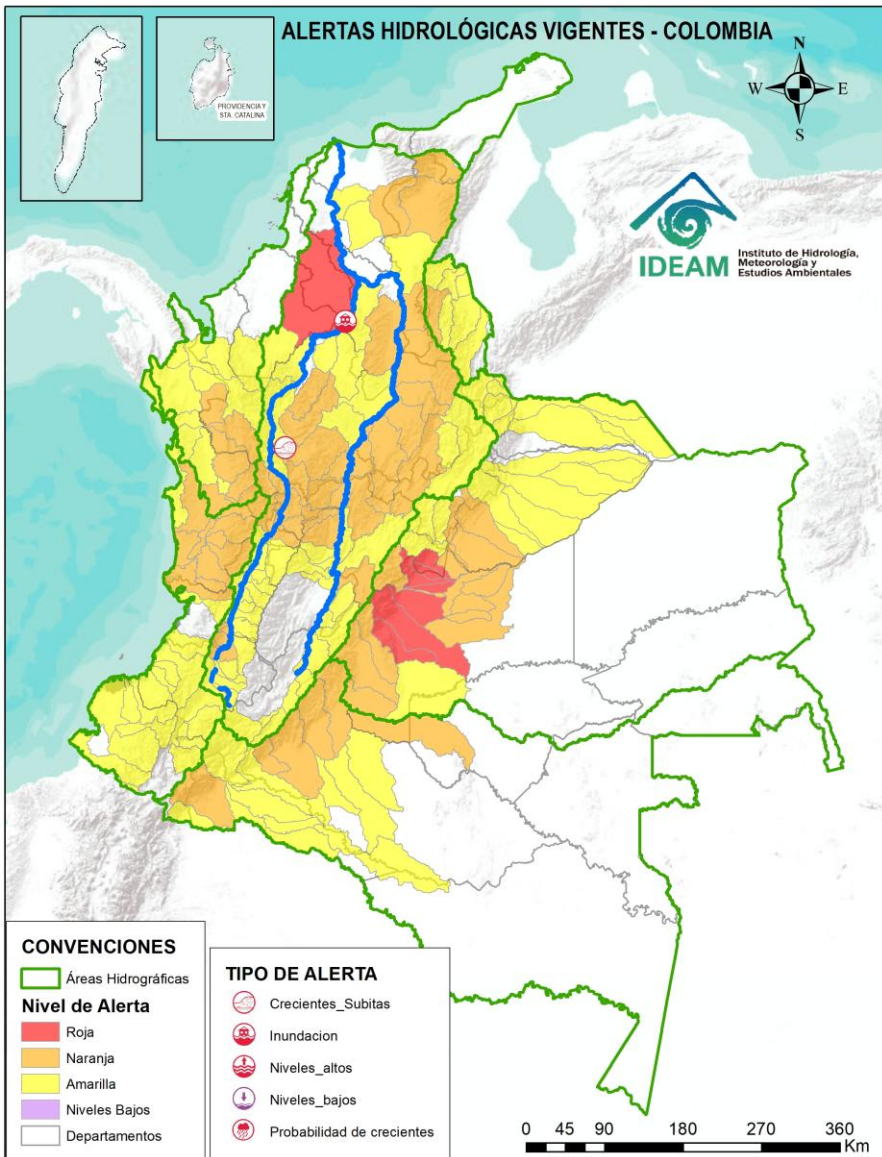 ALERTAS HIDROLÓGICAS VIGENTES - COLOMBIA
PROVIDENCIA Y
STA. CATALINA
N
W
E
S
IDEAM
Instituto de Hidrología,
Meteorología y
Estudios Ambientales
CONVENCIONES
Áreas Hidrográficas
Nivel de Alerta
Roja
Naranja
Amarilla
Niveles Bajos
Departamentos
TIPO DE ALERTA
Crecientes_Subitas
Inundacion
Niveles_altos
Niveles_bajos
Probabilidad de crecientes
0 45 90 180 270 360
Km